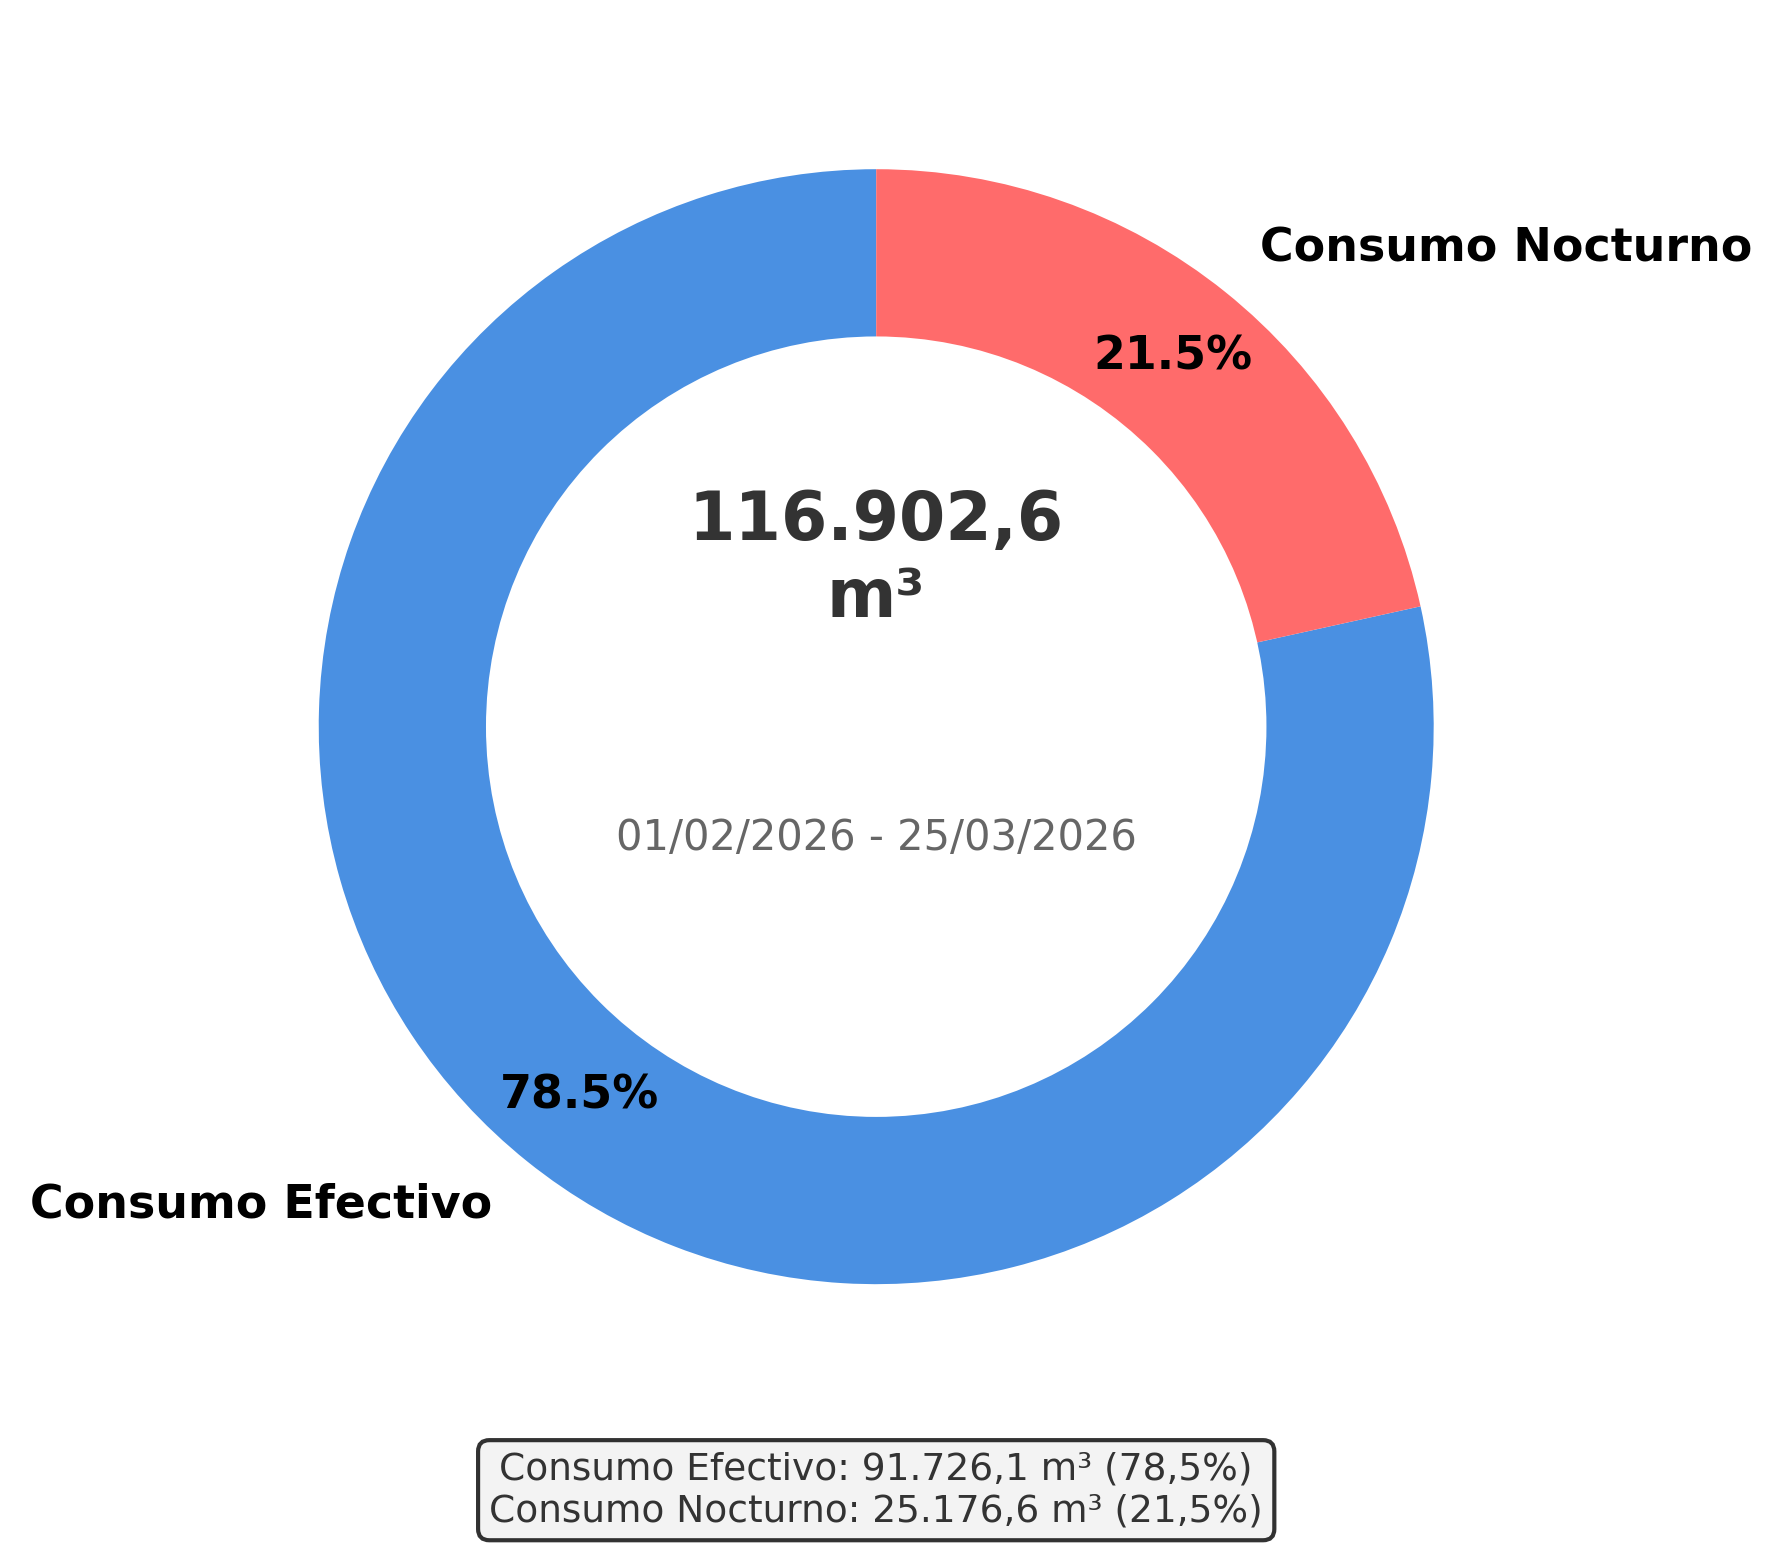 Consumo Nocturno
21.5%
116.902,6
m³
01/02/2026 - 25/03/2026
78.5%
Consumo Efectivo
Consumo Efectivo: 91.726,1 m³ (78,5%)
Consumo Nocturno: 25.176,6 m³ (21,5%)